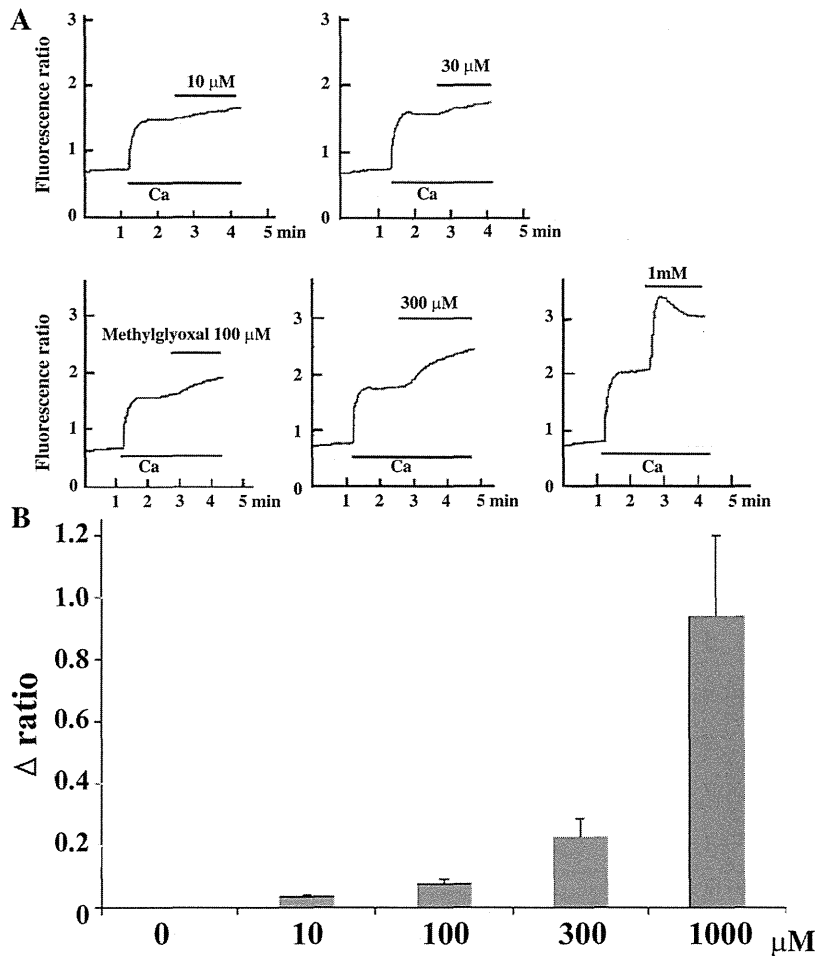 A
Fluorescence ratio
3
2
1
0
10 μM
Ca
1 2 3 4 5 min
3
2
1
0
30 μM
Ca
1 2 3 4 5 min
Fluorescence ratio
3
2
1
0
Methylglyoxal 100 μM
Ca
1 2 3 4 5 min
3
2
1
0
300 μM
Ca
1 2 3 4 5 min
3
2
1
0
1mM
Ca
1 2 3 4 5 min
B
Δ ratio
1.2
1.0
0.8
0.6
0.4
0.2
0
0 10 100 300 1000 μM